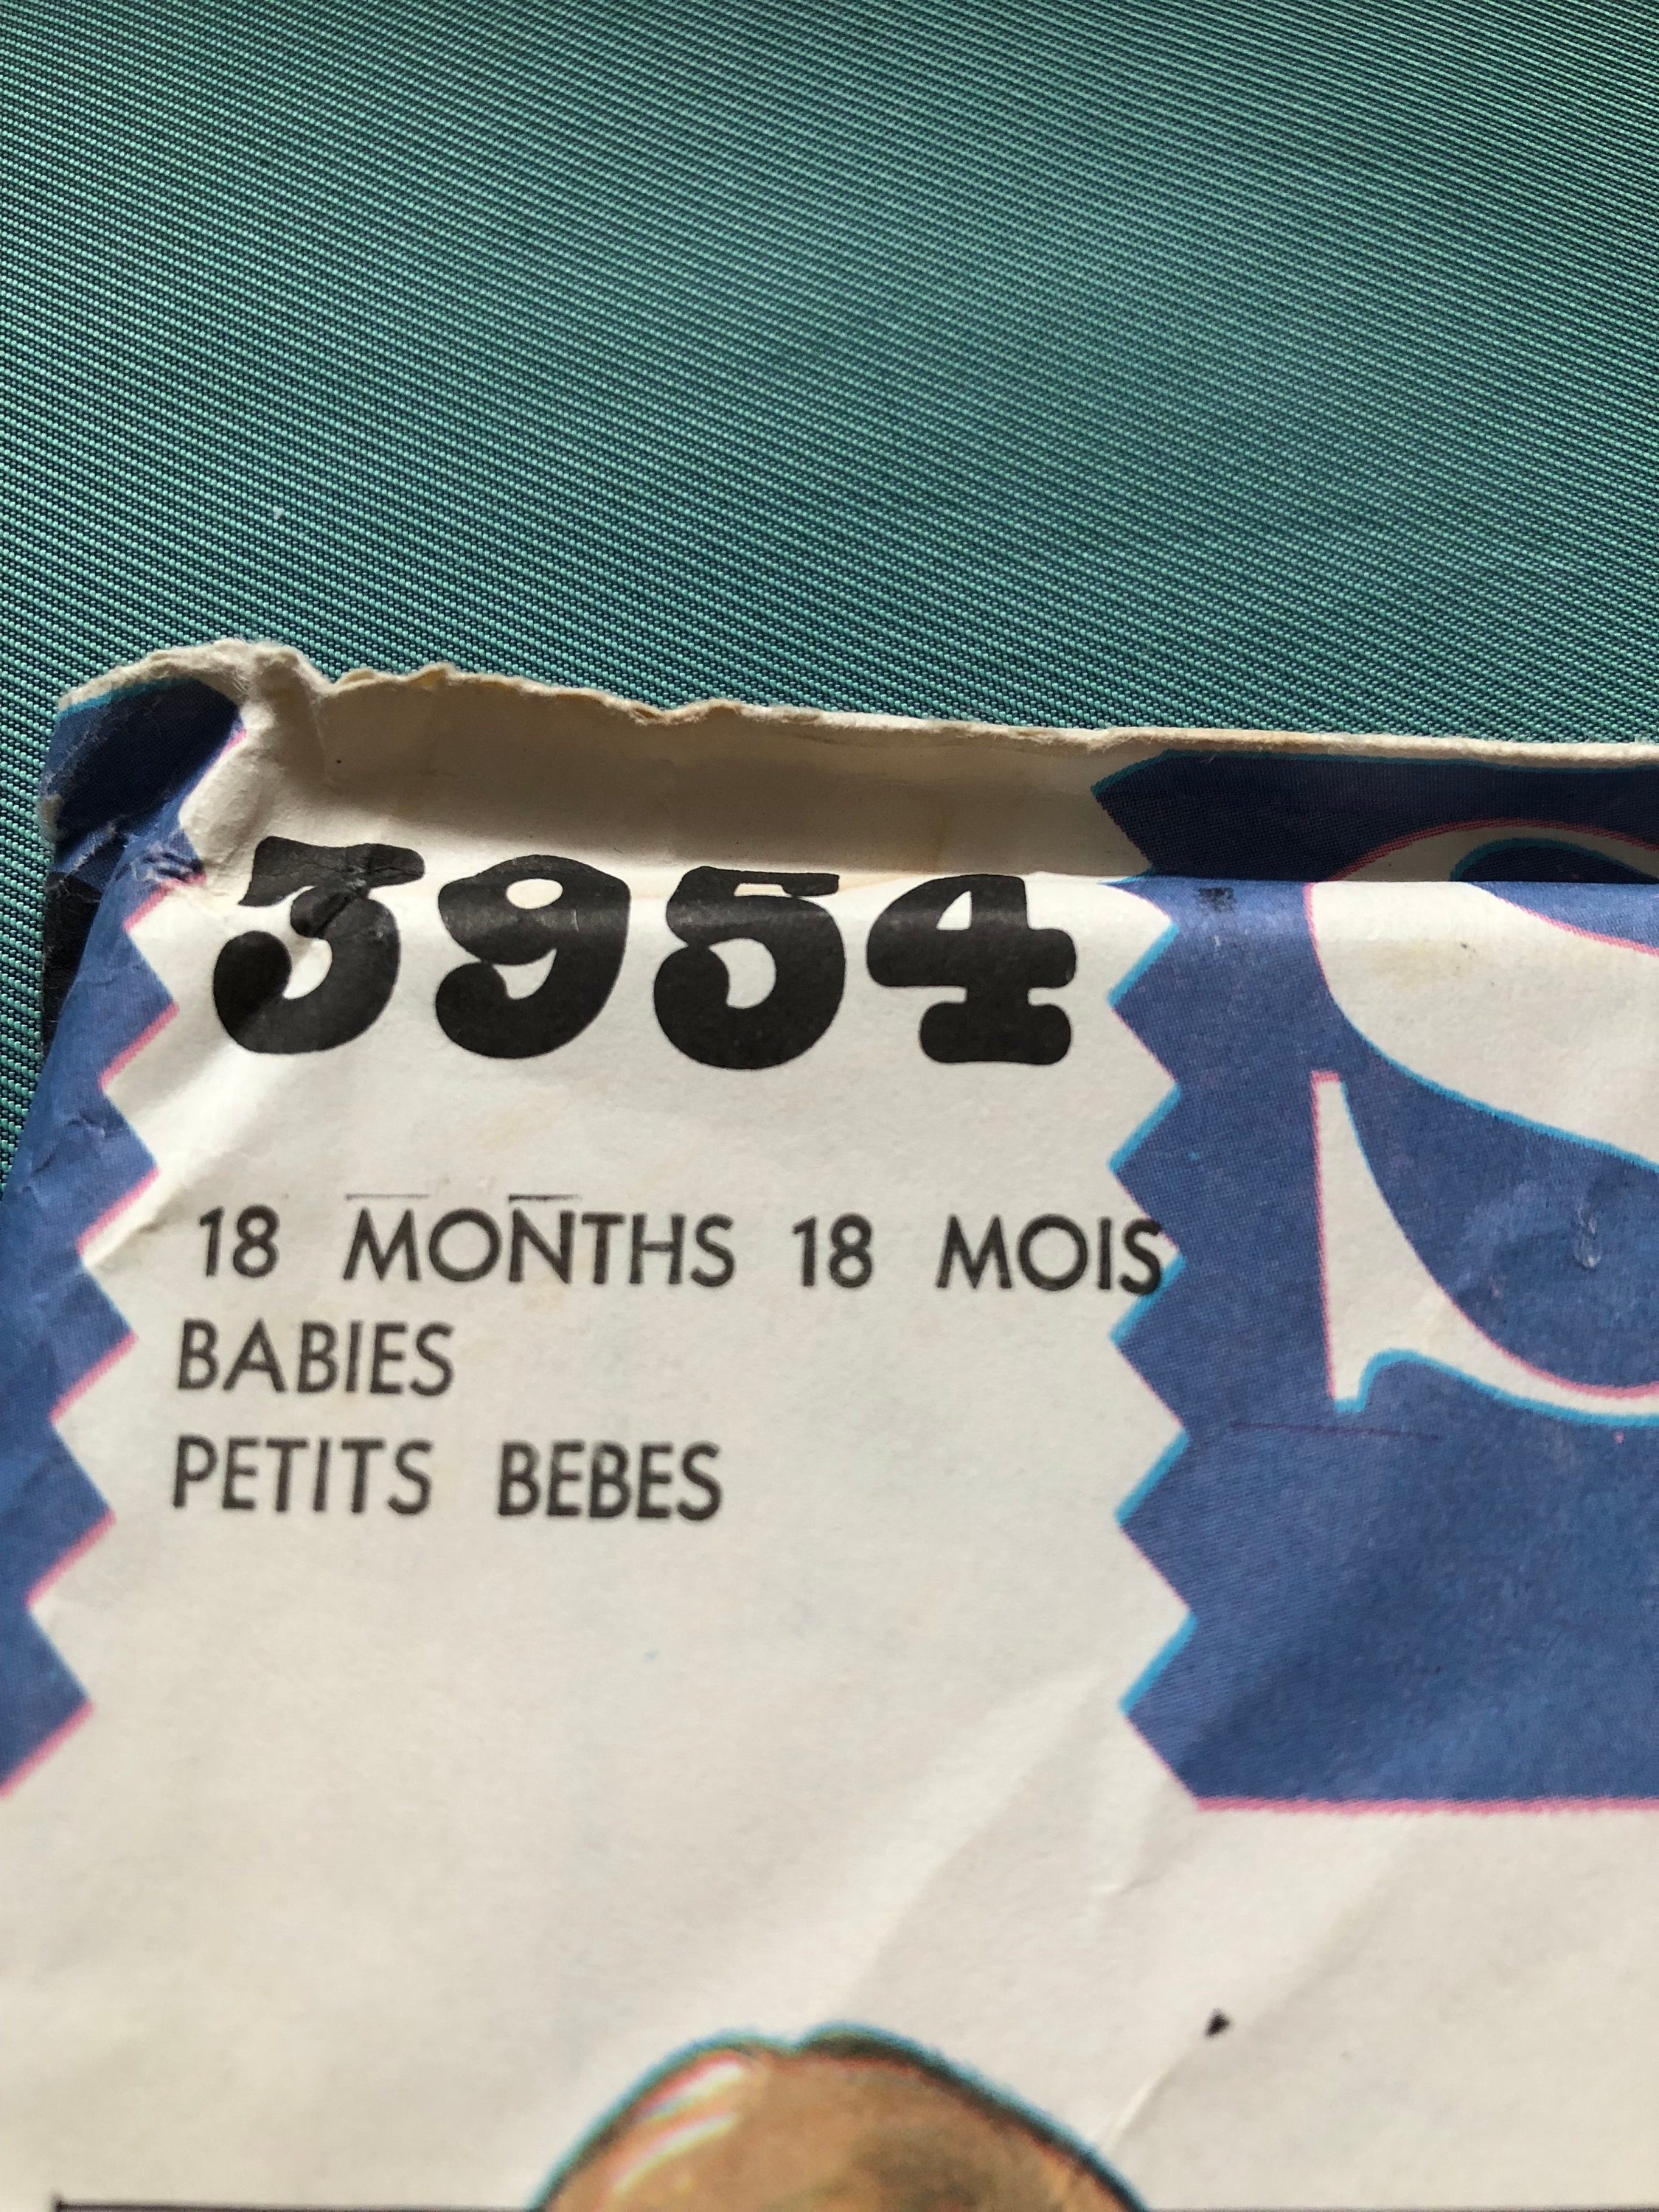 3954
18 MONTHS 18 MOIS
BABIES
PETITS BEBES